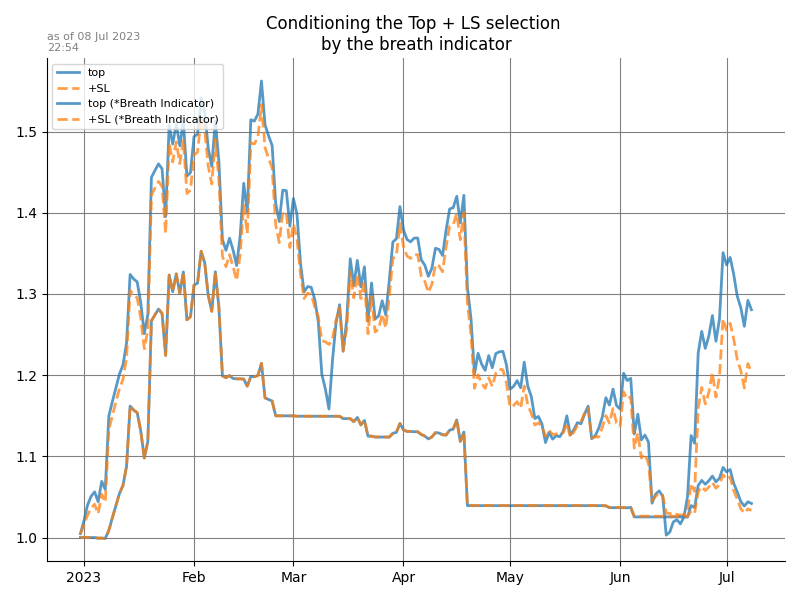 Conditioning the Top + LS selection
by the breath indicator
as of 08 Jul 2023
22:54
top
+SL
top (*Breath Indicator)
+SL (*Breath Indicator)
1.5
1.4
1.3
1.2
1.1
1.0
2023 Feb Mar Apr May Jun Jul